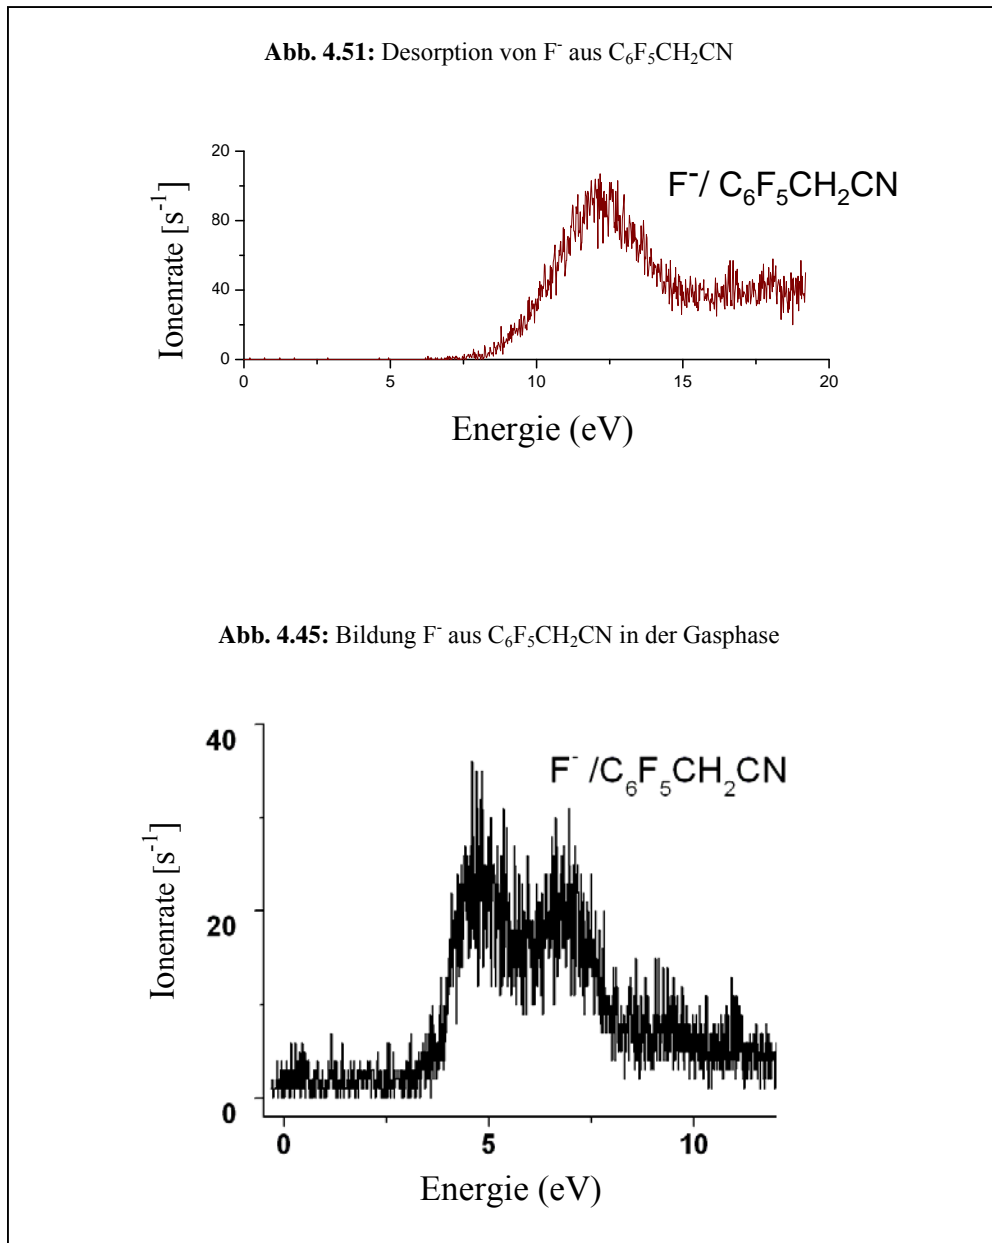 Abb. 4.51: Desorption von F⁻ aus C₆F₅CH₂CN
20
80
40
0
Ionenrate [s⁻¹]
F⁻/ C₆F₅CH₂CN
0 5 10 15 20
Energie (eV)
Abb. 4.45: Bildung F⁻ aus C₆F₅CH₂CN in der Gasphase
40
20
0
Ionenrate [s⁻¹]
F⁻ /C₆F₅CH₂CN
0 5 10
Energie (eV)